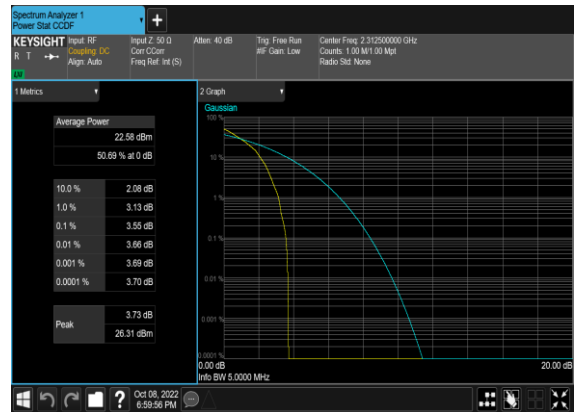 Spectrum Analyzer 1
Power Stat CCDF
+
KEYSIGHT
R T
LM
Input: RF
Coupling: DC
Align: Auto
Input Z: 50 Ω
Corr CCorr
Freq Ref: Int (S)
Atten: 40 dB
Trig: Free Run
#IF Gain: Low
Center Freq: 2.312500000 GHz
Counts: 1.00 M/1.00 Mpt
Radio Std: None
1 Metrics
Average Power
22.58 dBm
50.69 % at 0 dB
10.0 % 2.08 dB
1.0 % 3.13 dB
0.1 % 3.55 dB
0.01 % 3.66 dB
0.001 % 3.69 dB
0.0001 % 3.70 dB
Peak
3.73 dB
26.31 dBm
2 Graph
Gaussian
100 %
10 %
1 %
0.1 %
0.01 %
0.001 %
0.0001 %
0.00 dB
20.00 dB
Info BW 5.0000 MHz
?
Oct 08, 2022
6:59:56 PM